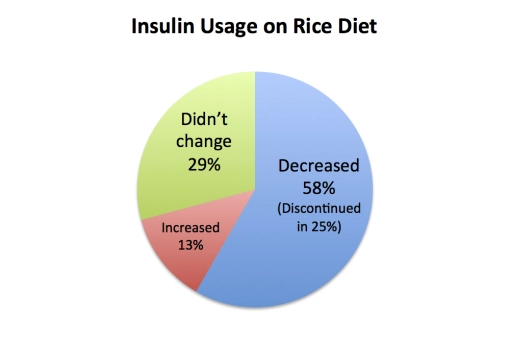 Insulin Usage on Rice Diet
Didn’t
change
29%
Decreased
58%
(Discontinued
in 25%)
Increased
13%